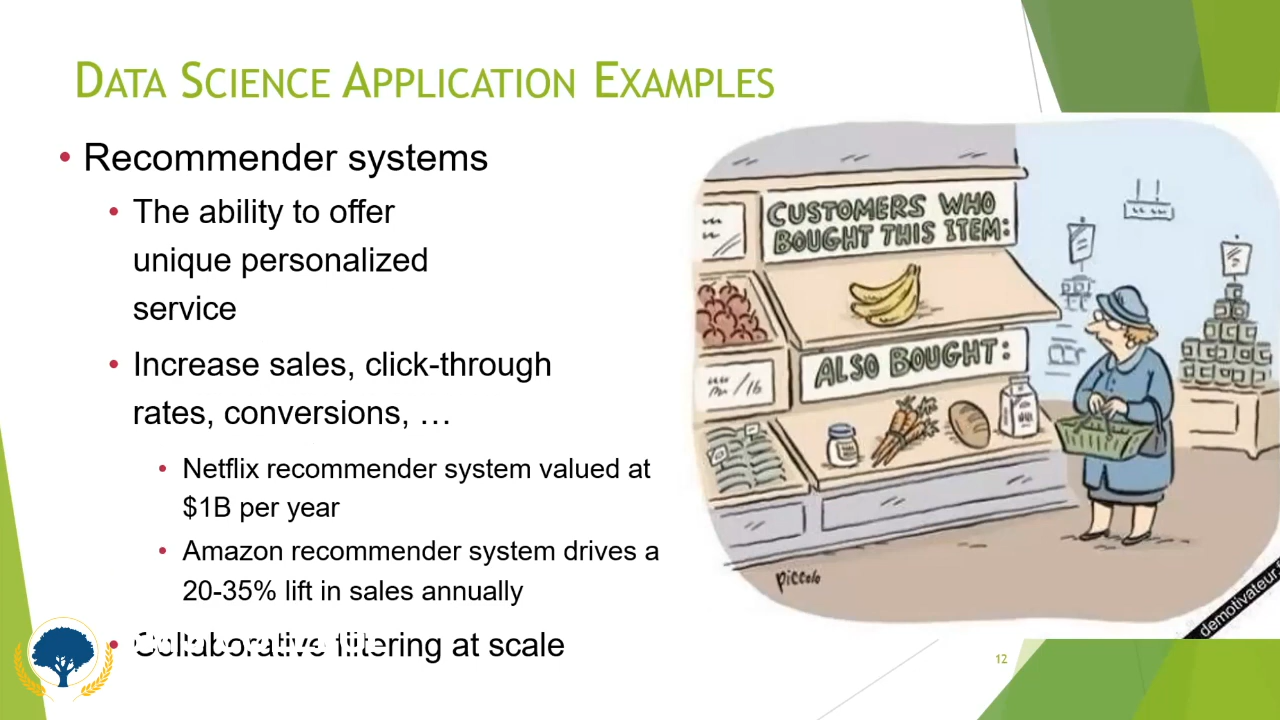 DATA SCIENCE APPLICATION EXAMPLES
• Recommender systems
• The ability to offer
unique personalized
service
• Increase sales, click-through
rates, conversions, …
• Netflix recommender system valued at
$1B per year
• Amazon recommender system drives a
20-35% lift in sales annually
• Collaborative filtering at scale
CUSTOMERS WHO
BOUGHT THIS ITEM:
ALSO BOUGHT:
/lb
piccolo
demotivateur.f
12